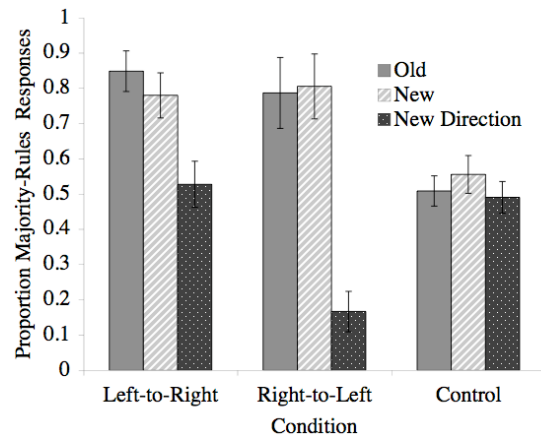 Proportion Majority-Rules Responses
1
0.9
0.8
0.7
0.6
0.5
0.4
0.3
0.2
0.1
0
Old
New
New Direction
Left-to-Right
Right-to-Left
Control
Condition